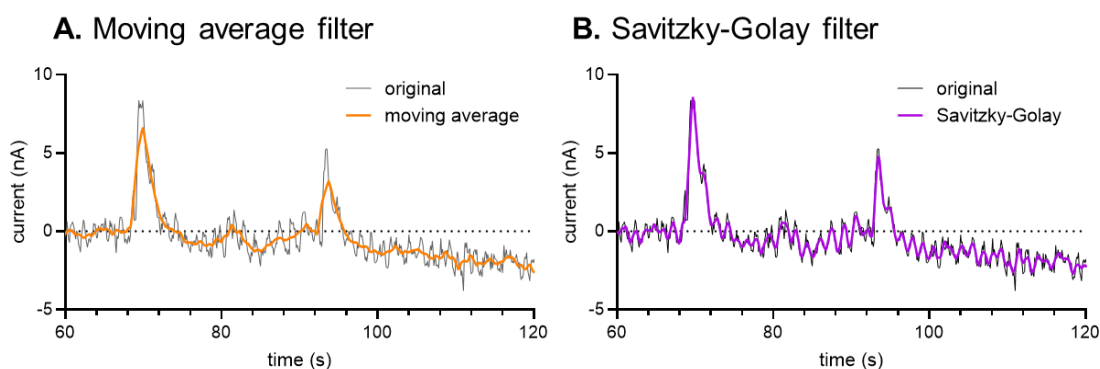 A. Moving average filter
original
moving average
10
5
0
-5
current (nA)
60
80
100
120
time (s)
B. Savitzky-Golay filter
original
Savitzky-Golay
10
5
0
-5
current (nA)
60
80
100
120
time (s)